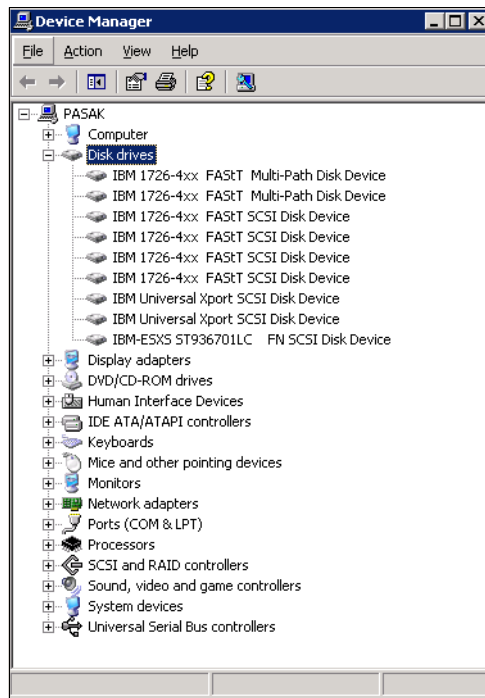 Device Manager
File Action View Help
PASAK
Computer
Disk drives
IBM 1726-4xx FAStT Multi-Path Disk Device
IBM 1726-4xx FAStT Multi-Path Disk Device
IBM 1726-4xx FAStT SCSI Disk Device
IBM 1726-4xx FAStT SCSI Disk Device
IBM 1726-4xx FAStT SCSI Disk Device
IBM 1726-4xx FAStT SCSI Disk Device
IBM Universal Xport SCSI Disk Device
IBM Universal Xport SCSI Disk Device
IBM-ESXS ST936701LC FN SCSI Disk Device
Display adapters
DVD/CD-ROM drives
Human Interface Devices
IDE ATA/ATAPI controllers
Keyboards
Mice and other pointing devices
Monitors
Network adapters
Ports (COM & LPT)
Processors
SCSI and RAID controllers
Sound, video and game controllers
System devices
Universal Serial Bus controllers